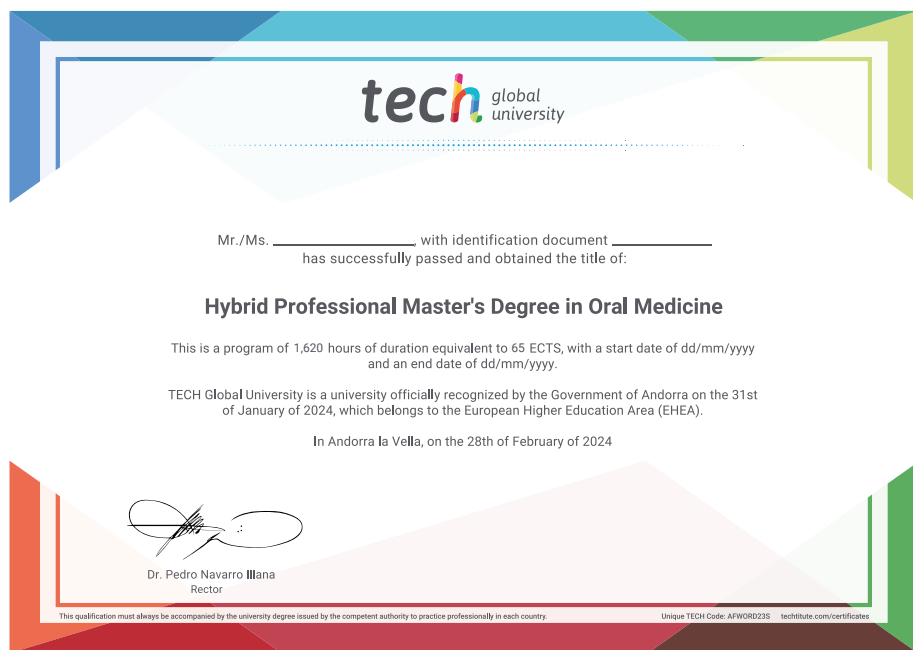 tech global university
Mr./Ms. ________________, with identification document ____________
has successfully passed and obtained the title of:
Hybrid Professional Master's Degree in Oral Medicine
This is a program of 1,620 hours of duration equivalent to 65 ECTS, with a start date of dd/mm/yyyy
and an end date of dd/mm/yyyy.
TECH Global University is a university officially recognized by the Government of Andorra on the 31st
of January of 2024, which belongs to the European Higher Education Area (EHEA).
In Andorra la Vella, on the 28th of February of 2024
Dr. Pedro Navarro Illana
Rector
This qualification must always be accompanied by the university degree issued by the competent authority to practice professionally in each country.
Unique TECH Code: AFWORD23S techtitute.com/certificates